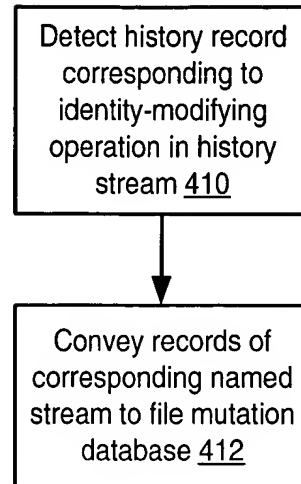 Detect history record
corresponding to
identity-modifying
operation in history
stream 410
Convey records of
corresponding named
stream to file mutation
database 412